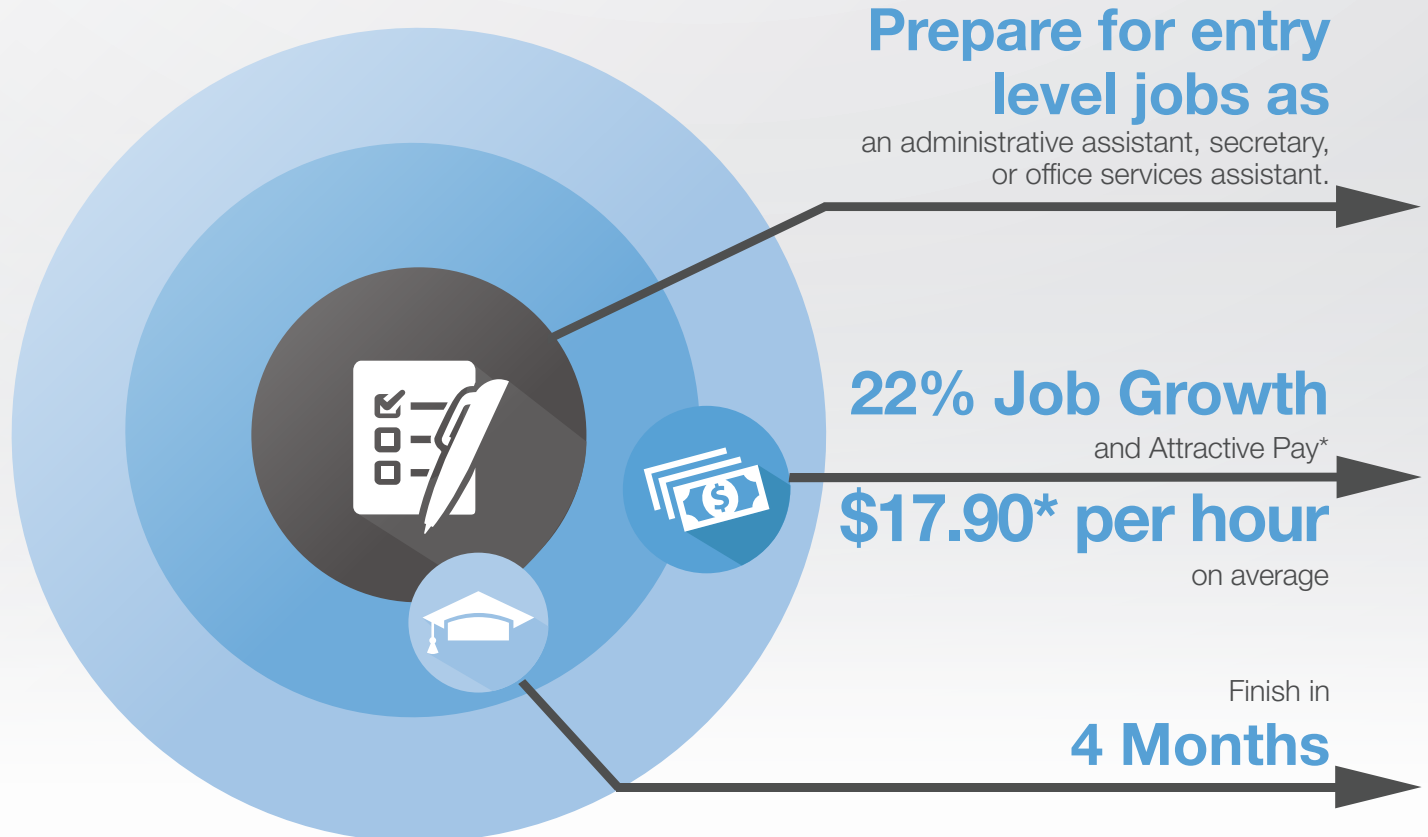 Prepare for entry
level jobs as
an administrative assistant, secretary,
or office services assistant.
22% Job Growth
and Attractive Pay*
$17.90* per hour
on average
Finish in
4 Months